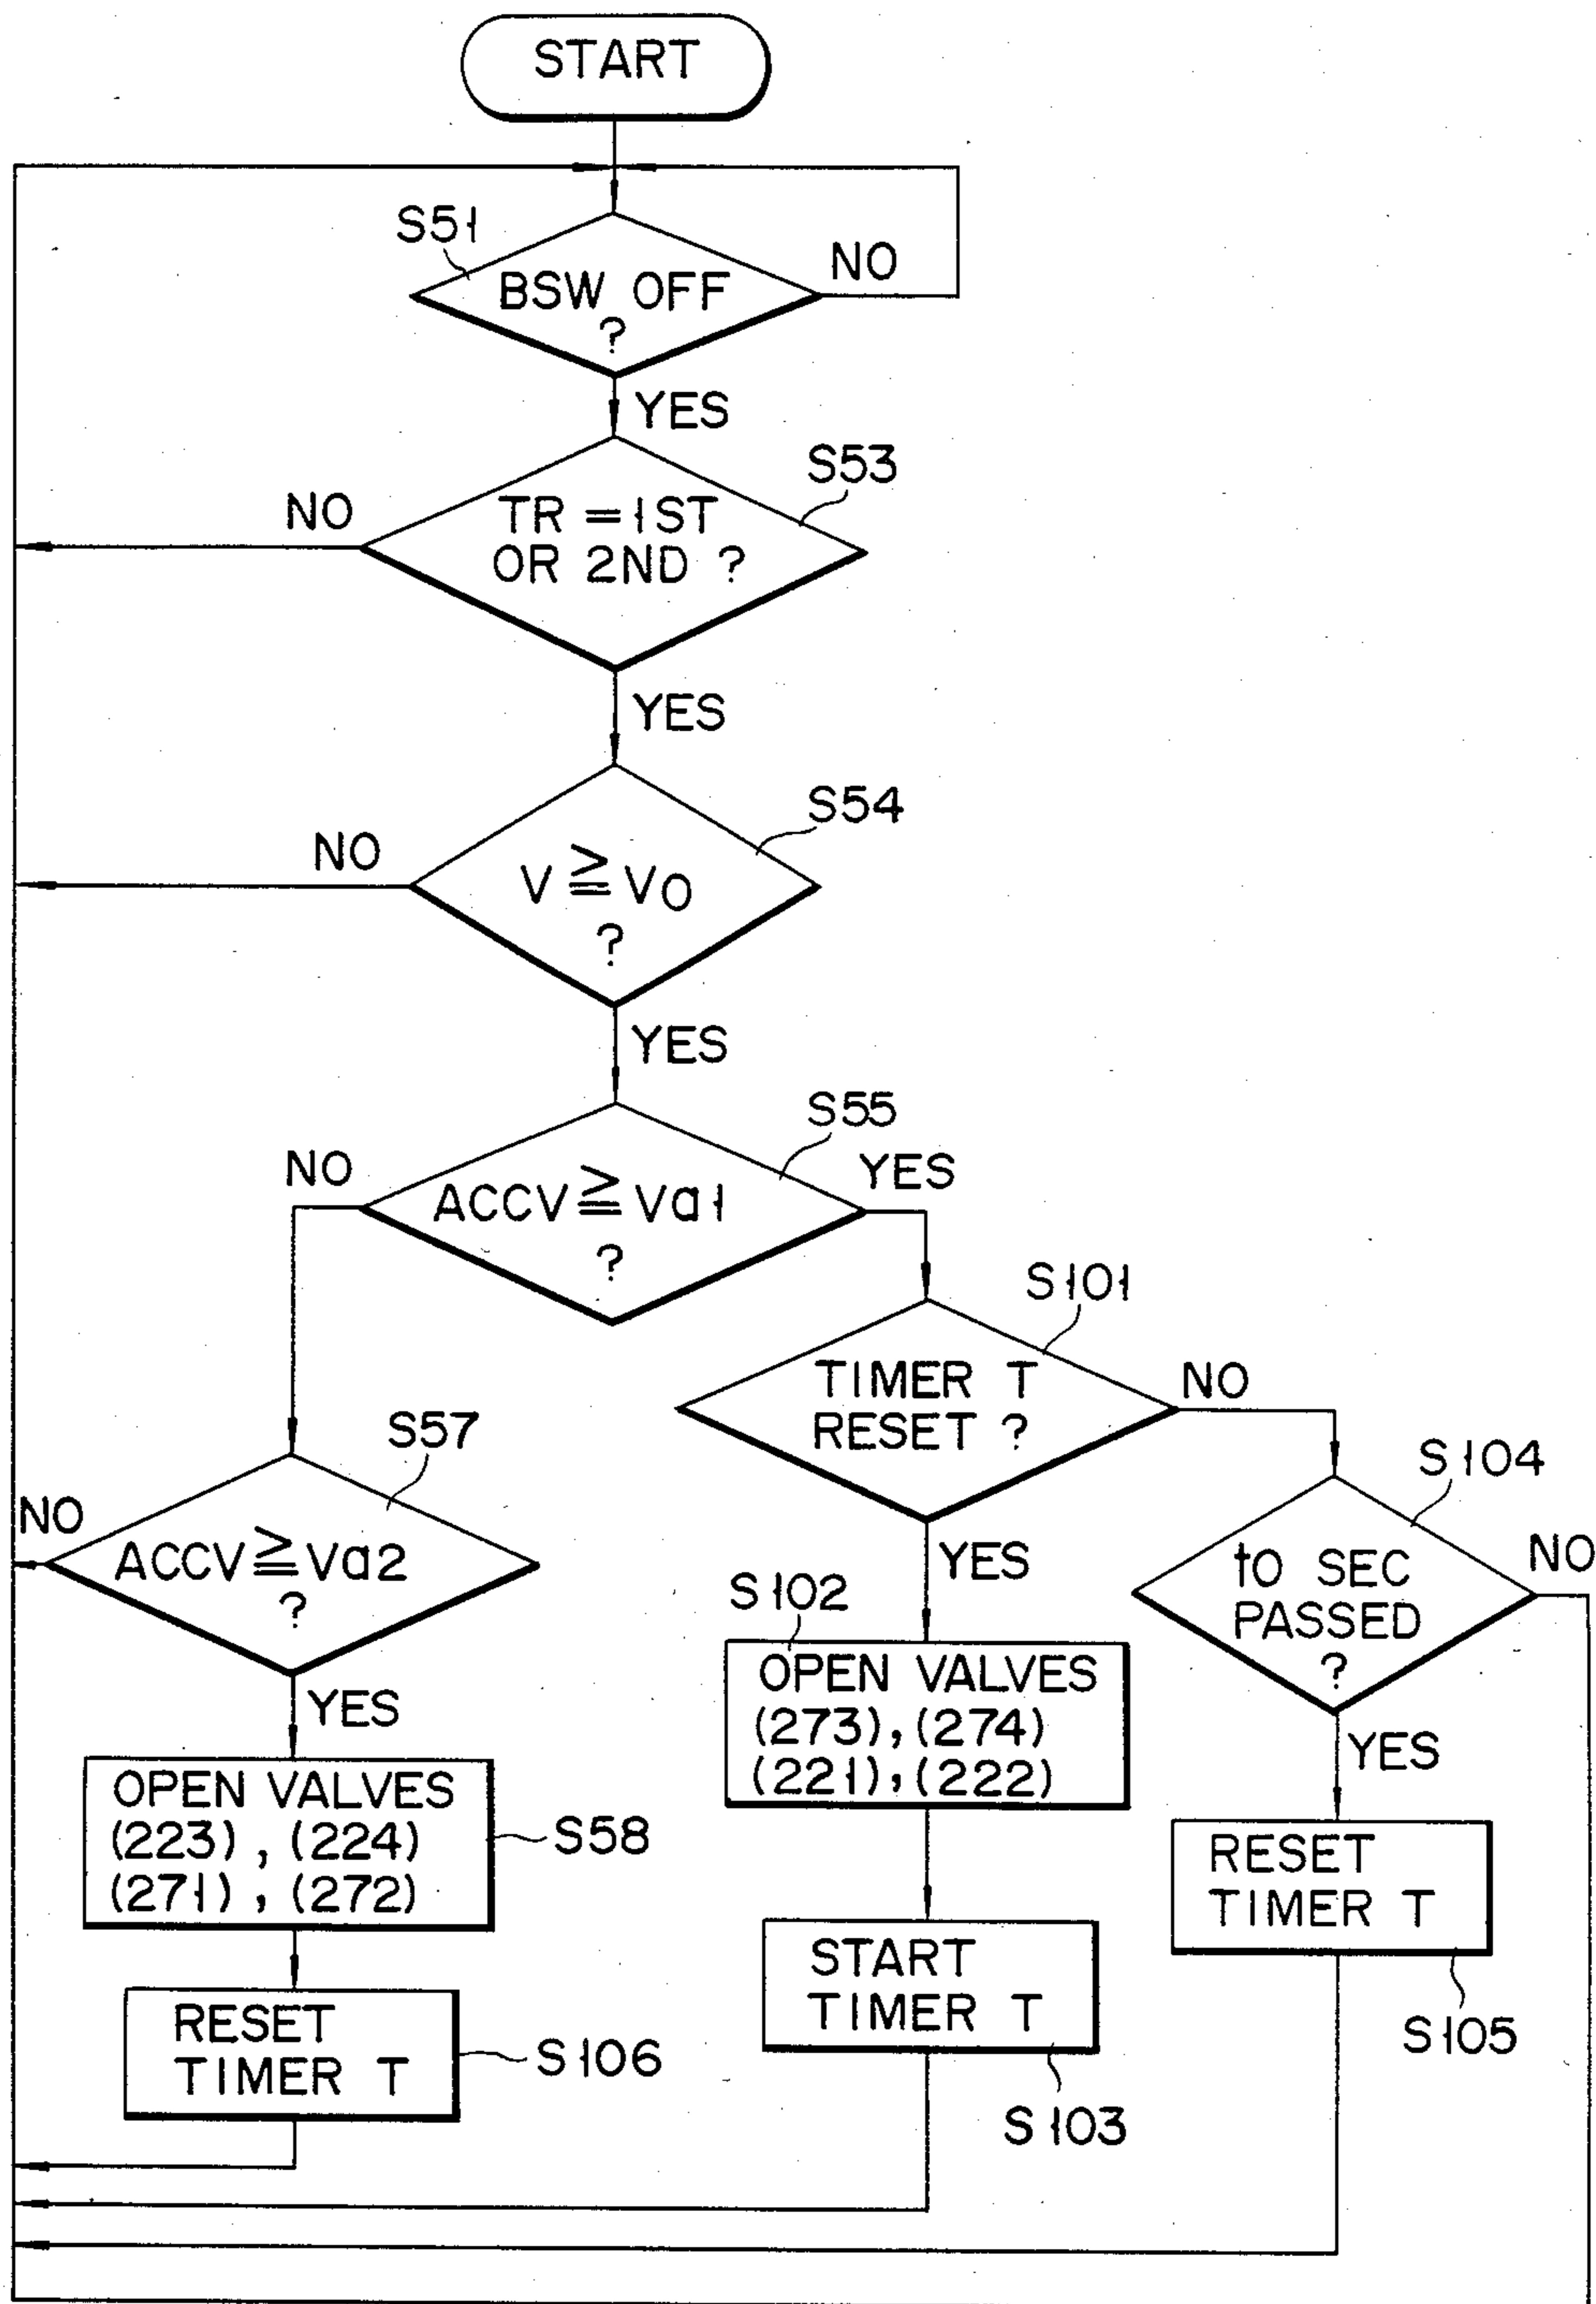 START
S51
BSW OFF
?
NO
YES
S53
TR = 1ST
OR 2ND ?
NO
YES
S54
V ≧ V0
?
NO
YES
S55
ACCV ≧ Va1
?
NO
YES
S101
TIMER T
RESET ?
NO
YES
S57
ACCV ≧ Va2
?
NO
YES
S104
t0 SEC
PASSED
?
NO
YES
S102
OPEN VALVES
(273), (274)
(221), (222)
OPEN VALVES
(223), (224)
(271), (272)
S58
RESET
TIMER T
S105
START
TIMER T
S103
RESET
TIMER T
S106